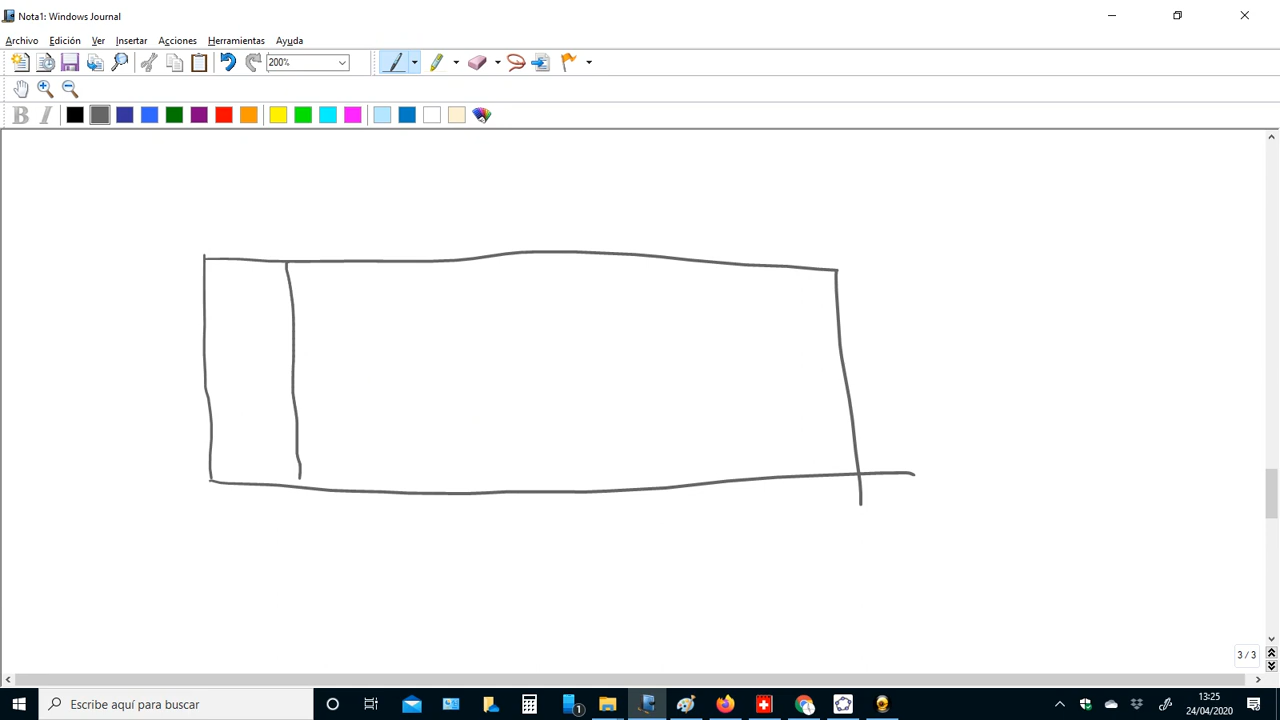 Nota1: Windows Journal
Archivo Edición Ver Insertar Acciones Herramientas Ayuda
200%
B I
3 / 3
Escribe aquí para buscar
1
13:25
24/04/2020